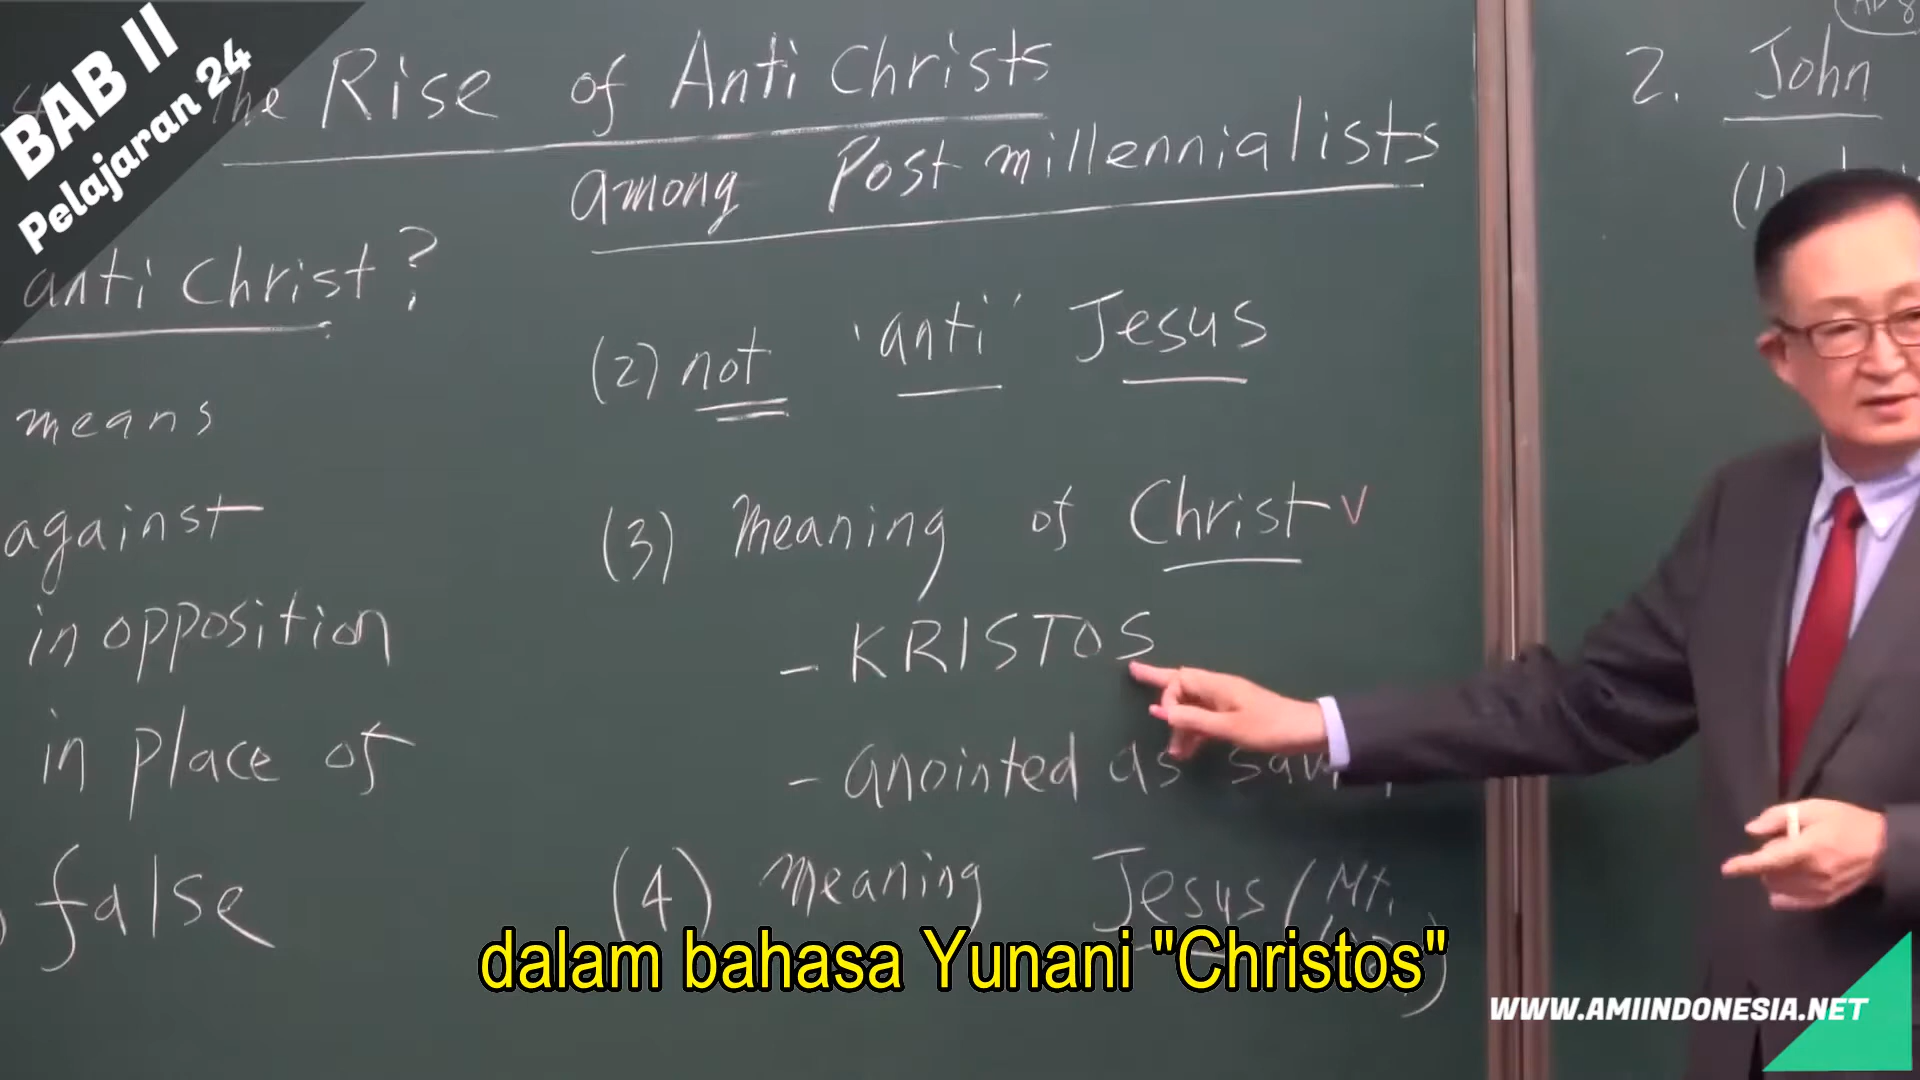 BAB II
Pelajaran 24
The Rise of Anti Christs
among Post millennialists
anti Christ?
means
against
in opposition
in place of
false
(2) not 'anti' Jesus
(3) Meaning of Christ v
- KRISTOS
- anointed as
(4) Meaning Jesus (Mt.
2. John
(1)
dalam bahasa Yunani "Christos"
WWW.AMIINDONESIA.NET